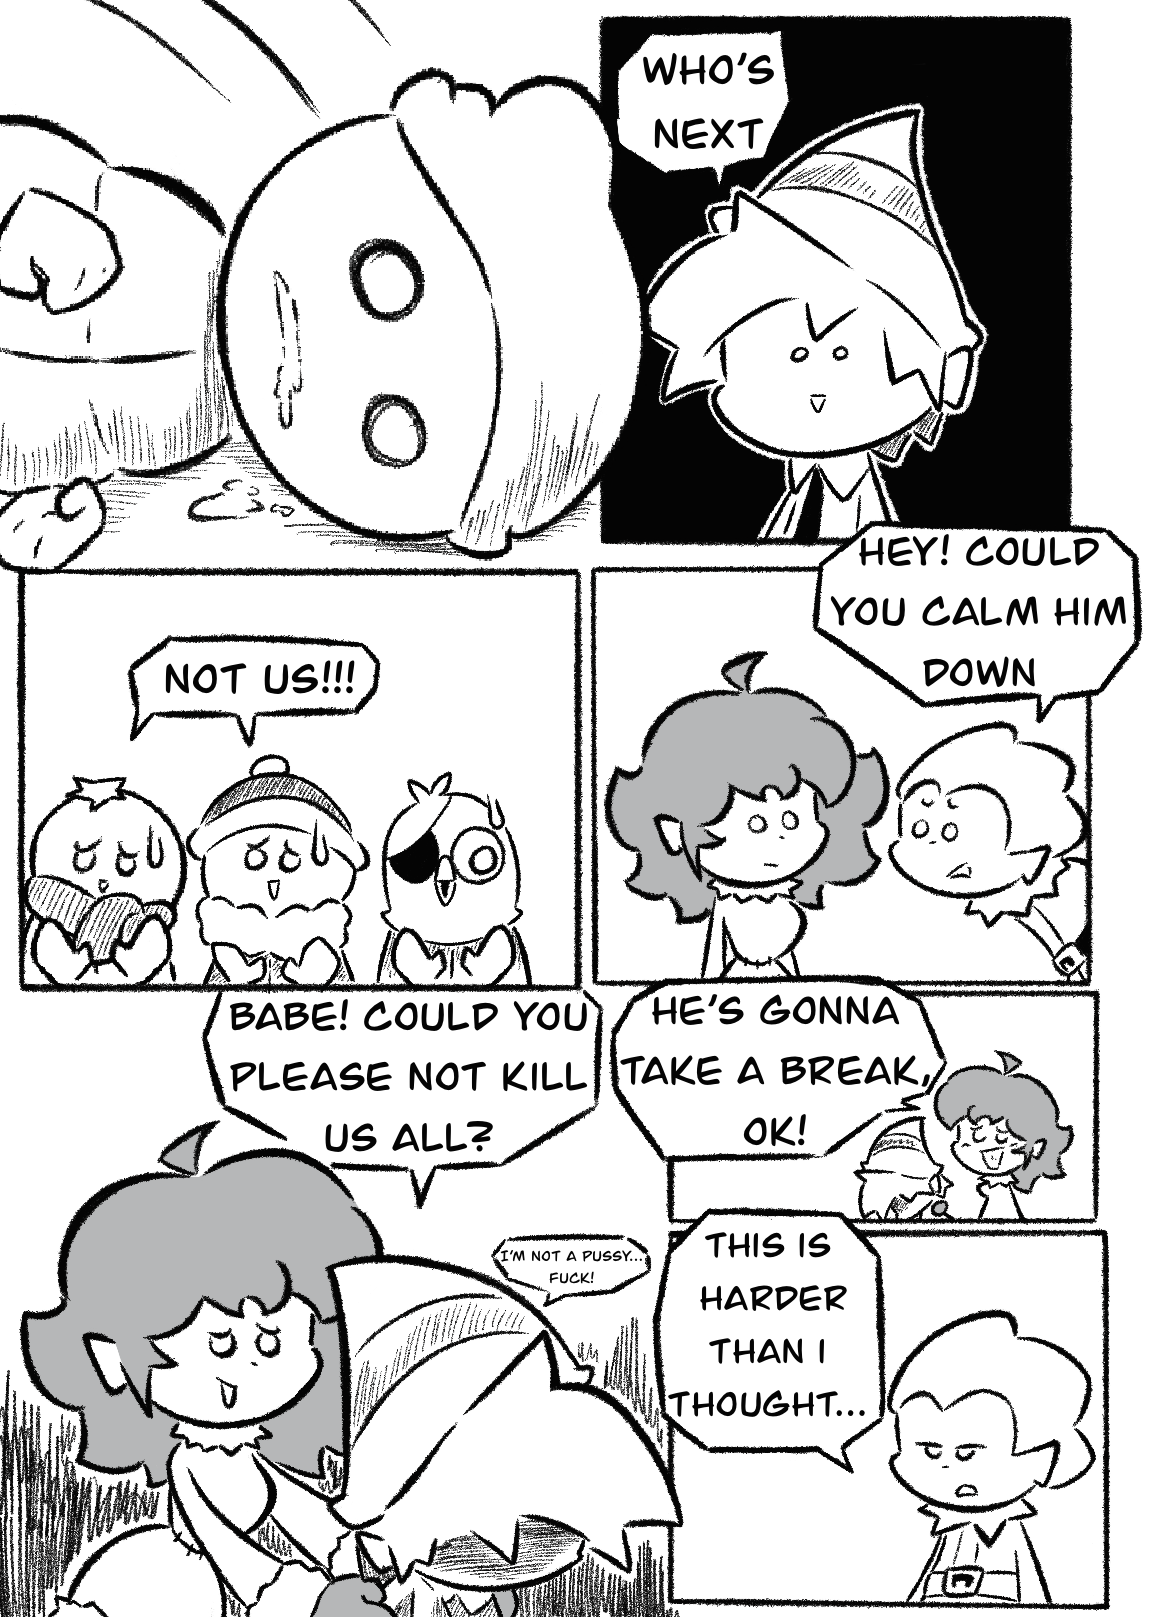 WHO'S
NEXT
NOT US!!!
HEY! COULD
YOU CALM HIM
DOWN
BABE! COULD YOU
PLEASE NOT KILL
US ALL?
I'M NOT A PUSSY...
FUCK!
HE'S GONNA
TAKE A BREAK,
OK!
THIS IS
HARDER
THAN I
THOUGHT...